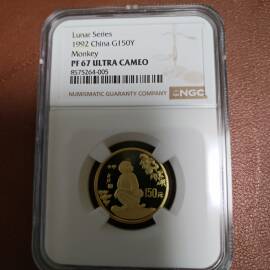 Lunar Series
1992 China G150Y
Monkey
PF 67 ULTRA CAMEO
8575264-005
NUMISMATIC GUARANTY COMPANY
NGC
150元